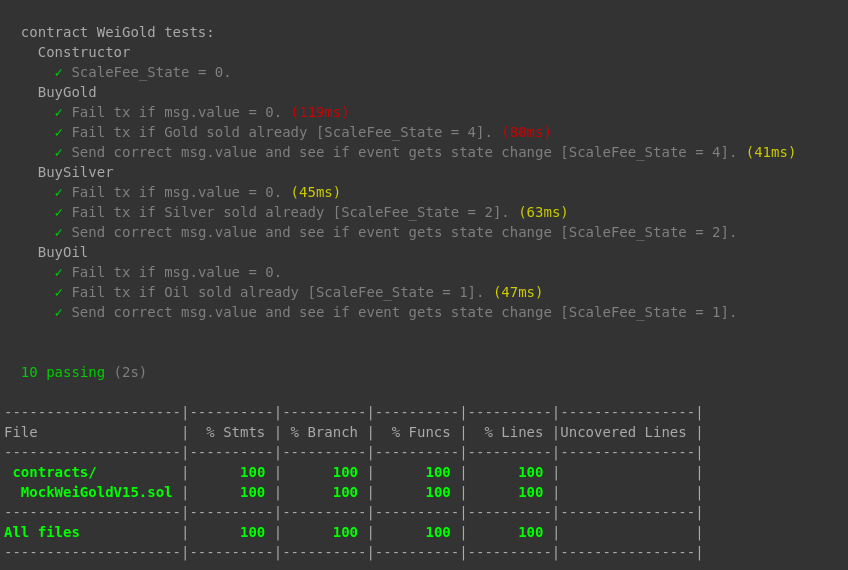 contract WeiGold tests:
Constructor
✓ ScaleFee_State = 0.
BuyGold
✓ Fail tx if msg.value = 0. (119ms)
✓ Fail tx if Gold sold already [ScaleFee_State = 4]. (80ms)
✓ Send correct msg.value and see if event gets state change [ScaleFee_State = 4]. (41ms)
BuySilver
✓ Fail tx if msg.value = 0. (45ms)
✓ Fail tx if Silver sold already [ScaleFee_State = 2]. (63ms)
✓ Send correct msg.value and see if event gets state change [ScaleFee_State = 2].
BuyOil
✓ Fail tx if msg.value = 0.
✓ Fail tx if Oil sold already [ScaleFee_State = 1]. (47ms)
✓ Send correct msg.value and see if event gets state change [ScaleFee_State = 1].
10 passing (2s)
---------------------|----------|----------|----------|----------|----------------|
File                 |  % Stmts | % Branch |  % Funcs |  % Lines |Uncovered Lines |
---------------------|----------|----------|----------|----------|----------------|
 contracts/          |      100 |      100 |      100 |      100 |                |
  MockWeiGoldV15.sol |      100 |      100 |      100 |      100 |                |
---------------------|----------|----------|----------|----------|----------------|
All files            |      100 |      100 |      100 |      100 |                |
---------------------|----------|----------|----------|----------|----------------|